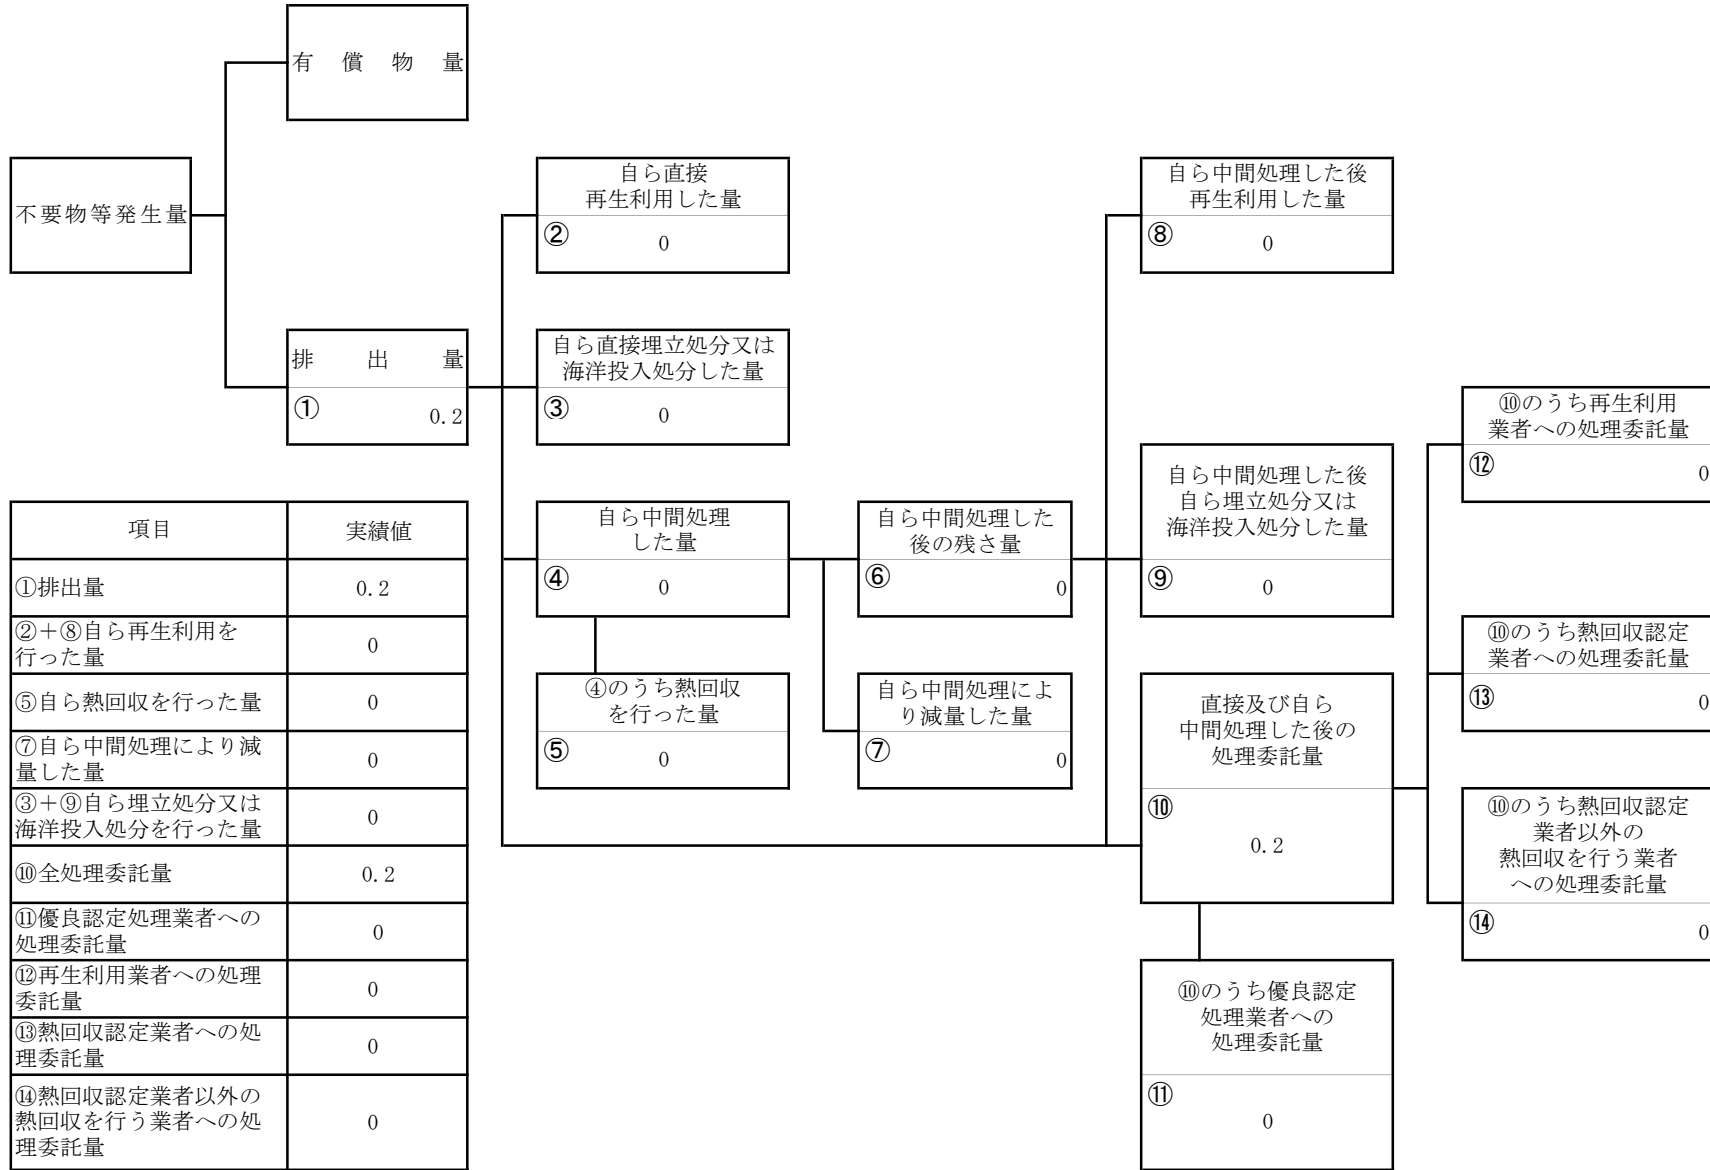 有償物量
不要物等発生量
排出量
①
0.2
自ら直接
再生利用した量
②
0
自ら直接埋立処分又は
海洋投入処分した量
③
0
自ら中間処理
した量
④
0
④のうち熱回収
を行った量
⑤
0
自ら中間処理した
後の残さ量
⑥
0
自ら中間処理によ
り減量した量
⑦
0
自ら中間処理した後
再生利用した量
⑧
0
自ら中間処理した後
自ら埋立処分又は
海洋投入処分した量
⑨
0
直接及び自ら
中間処理した後の
処理委託量
⑩
0.2
⑩のうち優良認定
処理業者への
処理委託量
⑪
0
⑩のうち再生利用
業者への処理委託量
⑫
0
⑩のうち熱回収認定
業者への処理委託量
⑬
0
⑩のうち熱回収認定
業者以外の
熱回収を行う業者
への処理委託量
⑭
0
項目 実績値
①排出量 0.2
②＋⑧自ら再生利用を
行った量 0
⑤自ら熱回収を行った量 0
⑦自ら中間処理により減
量した量 0
③＋⑨自ら埋立処分又は
海洋投入処分を行った量 0
⑩全処理委託量 0.2
⑪優良認定処理業者への
処理委託量 0
⑫再生利用業者への処理
委託量 0
⑬熱回収認定業者への処
理委託量 0
⑭熱回収認定業者以外の
熱回収を行う業者への処
理委託量 0